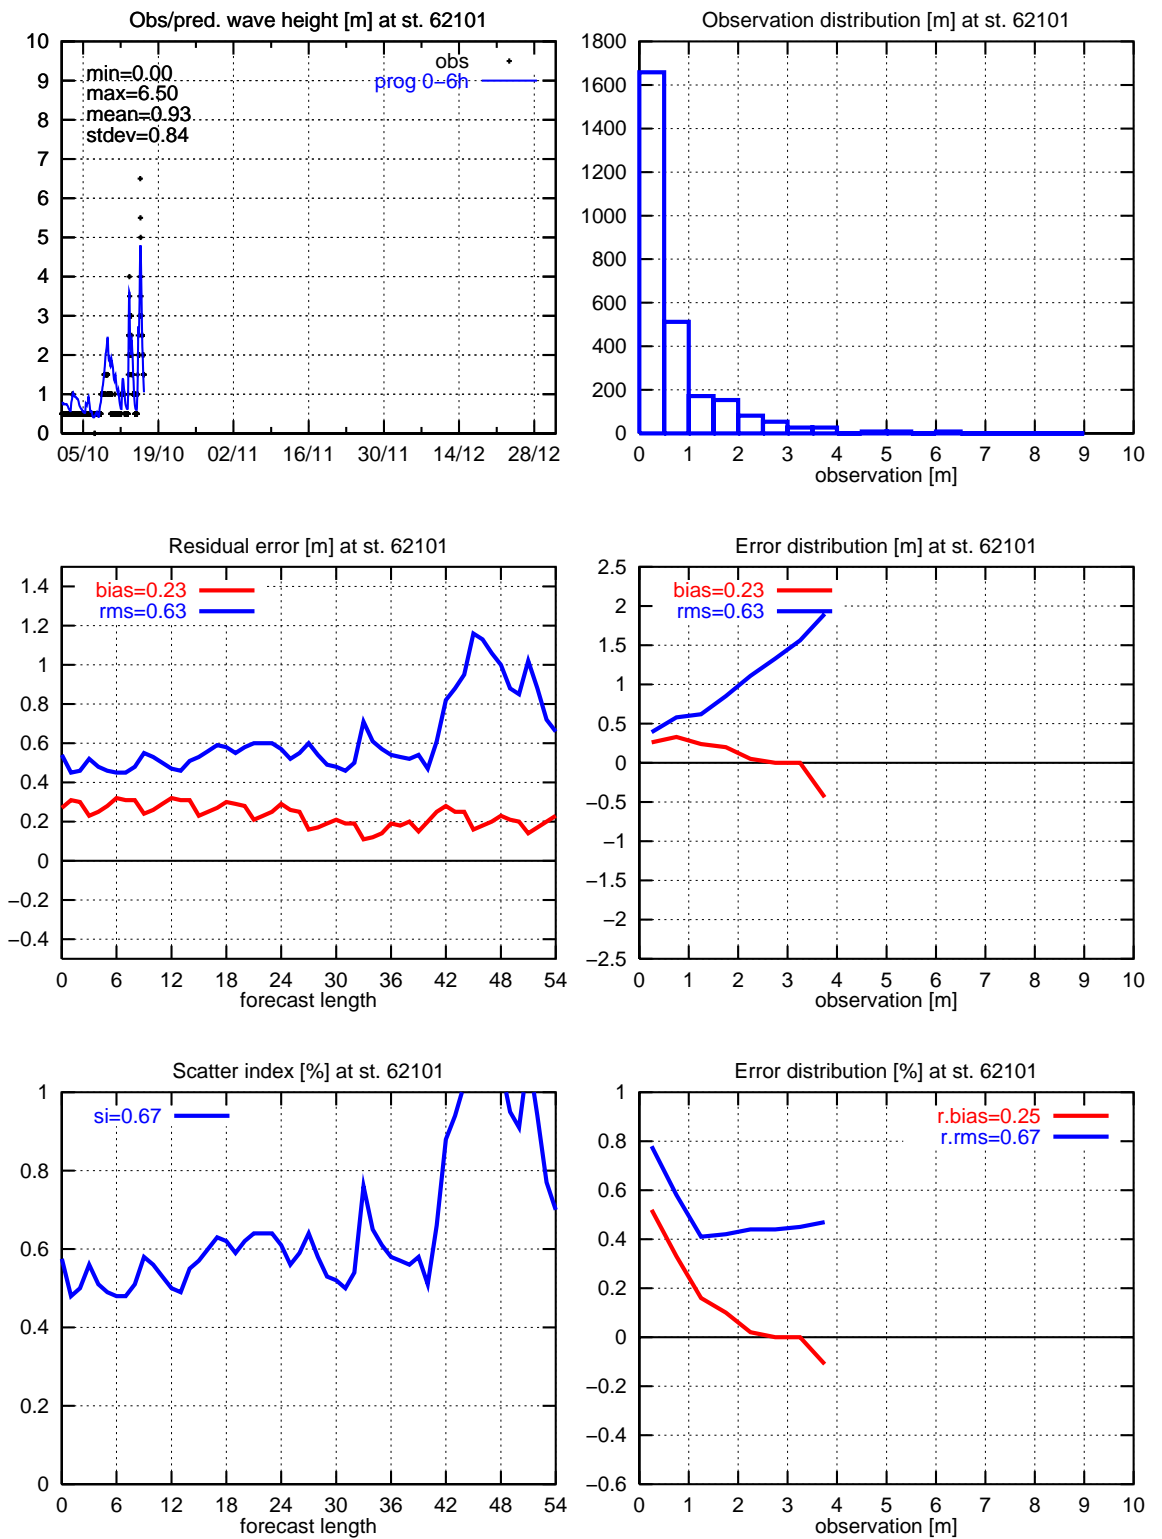 Obs/pred. wave height [m] at st. 62101
10
9
8
7
6
5
4
3
2
1
0
min=0.00
max=6.50
mean=0.93
stdev=0.84
obs
prog 0−6h
05/10 19/10 02/11 16/11 30/11 14/12 28/12
Observation distribution [m] at st. 62101
1800
1600
1400
1200
1000
800
600
400
200
0
0 1 2 3 4 5 6 7 8 9 10
observation [m]
Residual error [m] at st. 62101
1.4
1.2
1
0.8
0.6
0.4
0.2
0
−0.2
−0.4
bias=0.23
rms=0.63
0 6 12 18 24 30 36 42 48 54
forecast length
Error distribution [m] at st. 62101
2.5
2
1.5
1
0.5
0
−0.5
−1
−1.5
−2
−2.5
bias=0.23
rms=0.63
0 1 2 3 4 5 6 7 8 9 10
observation [m]
Scatter index [%] at st. 62101
1
0.8
0.6
0.4
0.2
0
si=0.67
0 6 12 18 24 30 36 42 48 54
forecast length
Error distribution [%] at st. 62101
1
0.8
0.6
0.4
0.2
0
−0.2
−0.4
−0.6
r.bias=0.25
r.rms=0.67
0 1 2 3 4 5 6 7 8 9 10
observation [m]